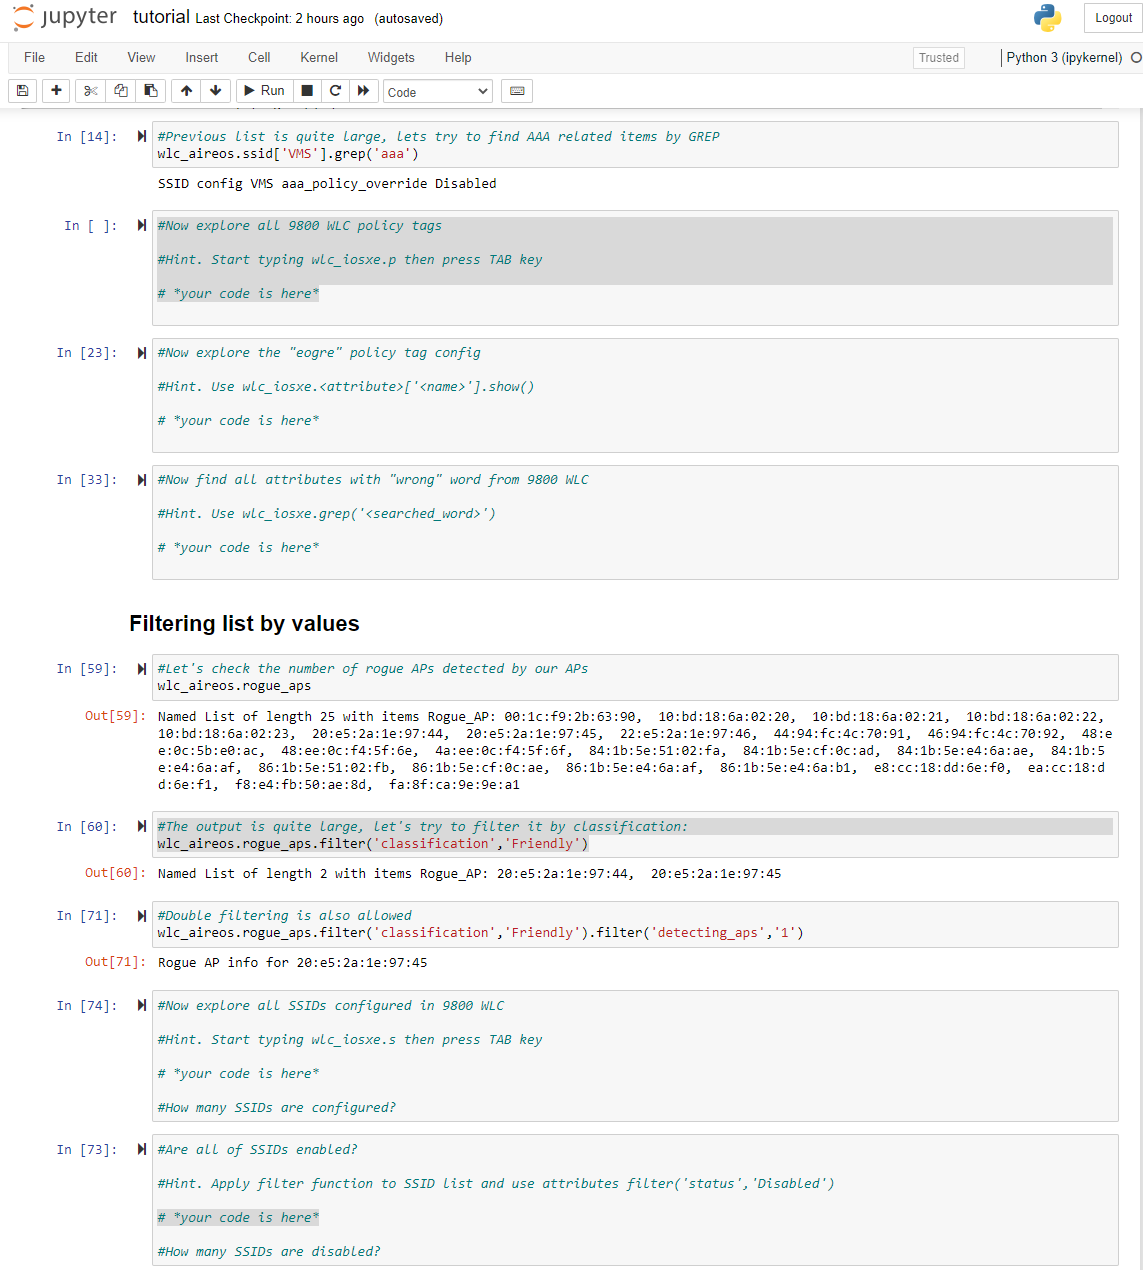 jupyter tutorial Last Checkpoint: 2 hours ago (autosaved)
Logout
File Edit View Insert Cell Kernel Widgets Help
Trusted
Python 3 (ipykernel)
Run
Code
In [14]:
#Previous list is quite large, lets try to find AAA related items by GREP
wlc_aireos.ssid['VMS'].grep('aaa')
SSID config VMS aaa_policy_override Disabled
In [ ]:
#Now explore all 9800 WLC policy tags
#Hint. Start typing wlc_iosxe.p then press TAB key
# *your code is here*
In [23]:
#Now explore the "eogre" policy tag config
#Hint. Use wlc_iosxe.<attribute>['<name>'].show()
# *your code is here*
In [33]:
#Now find all attributes with "wrong" word from 9800 WLC
#Hint. Use wlc_iosxe.grep('<searched_word>')
# *your code is here*
Filtering list by values
In [59]:
#Let's check the number of rogue APs detected by our APs
wlc_aireos.rogue_aps
Out[59]:
Named List of length 25 with items Rogue_AP: 00:1c:f9:2b:63:90,  10:bd:18:6a:02:20,  10:bd:18:6a:02:21,  10:bd:18:6a:02:22,
10:bd:18:6a:02:23,  20:e5:2a:1e:97:44,  20:e5:2a:1e:97:45,  22:e5:2a:1e:97:46,  44:94:fc:4c:70:91,  46:94:fc:4c:70:92,  48:e
e:0c:5b:e0:ac,  48:ee:0c:f4:5f:6e,  4a:ee:0c:f4:5f:6f,  84:1b:5e:51:02:fa,  84:1b:5e:cf:0c:ad,  84:1b:5e:e4:6a:ae,  84:1b:5
e:e4:6a:af,  86:1b:5e:51:02:fb,  86:1b:5e:cf:0c:ae,  86:1b:5e:e4:6a:af,  86:1b:5e:e4:6a:b1,  e8:cc:18:dd:6e:f0,  ea:cc:18:d
d:6e:f1,  f8:e4:fb:50:ae:8d,  fa:8f:ca:9e:9e:a1
In [60]:
#The output is quite large, let's try to filter it by classification:
wlc_aireos.rogue_aps.filter('classification','Friendly')
Out[60]:
Named List of length 2 with items Rogue_AP: 20:e5:2a:1e:97:44,  20:e5:2a:1e:97:45
In [71]:
#Double filtering is also allowed
wlc_aireos.rogue_aps.filter('classification','Friendly').filter('detecting_aps','1')
Out[71]:
Rogue AP info for 20:e5:2a:1e:97:45
In [74]:
#Now explore all SSIDs configured in 9800 WLC
#Hint. Start typing wlc_iosxe.s then press TAB key
# *your code is here*
#How many SSIDs are configured?
In [73]:
#Are all of SSIDs enabled?
#Hint. Apply filter function to SSID list and use attributes filter('status','Disabled')
# *your code is here*
#How many SSIDs are disabled?